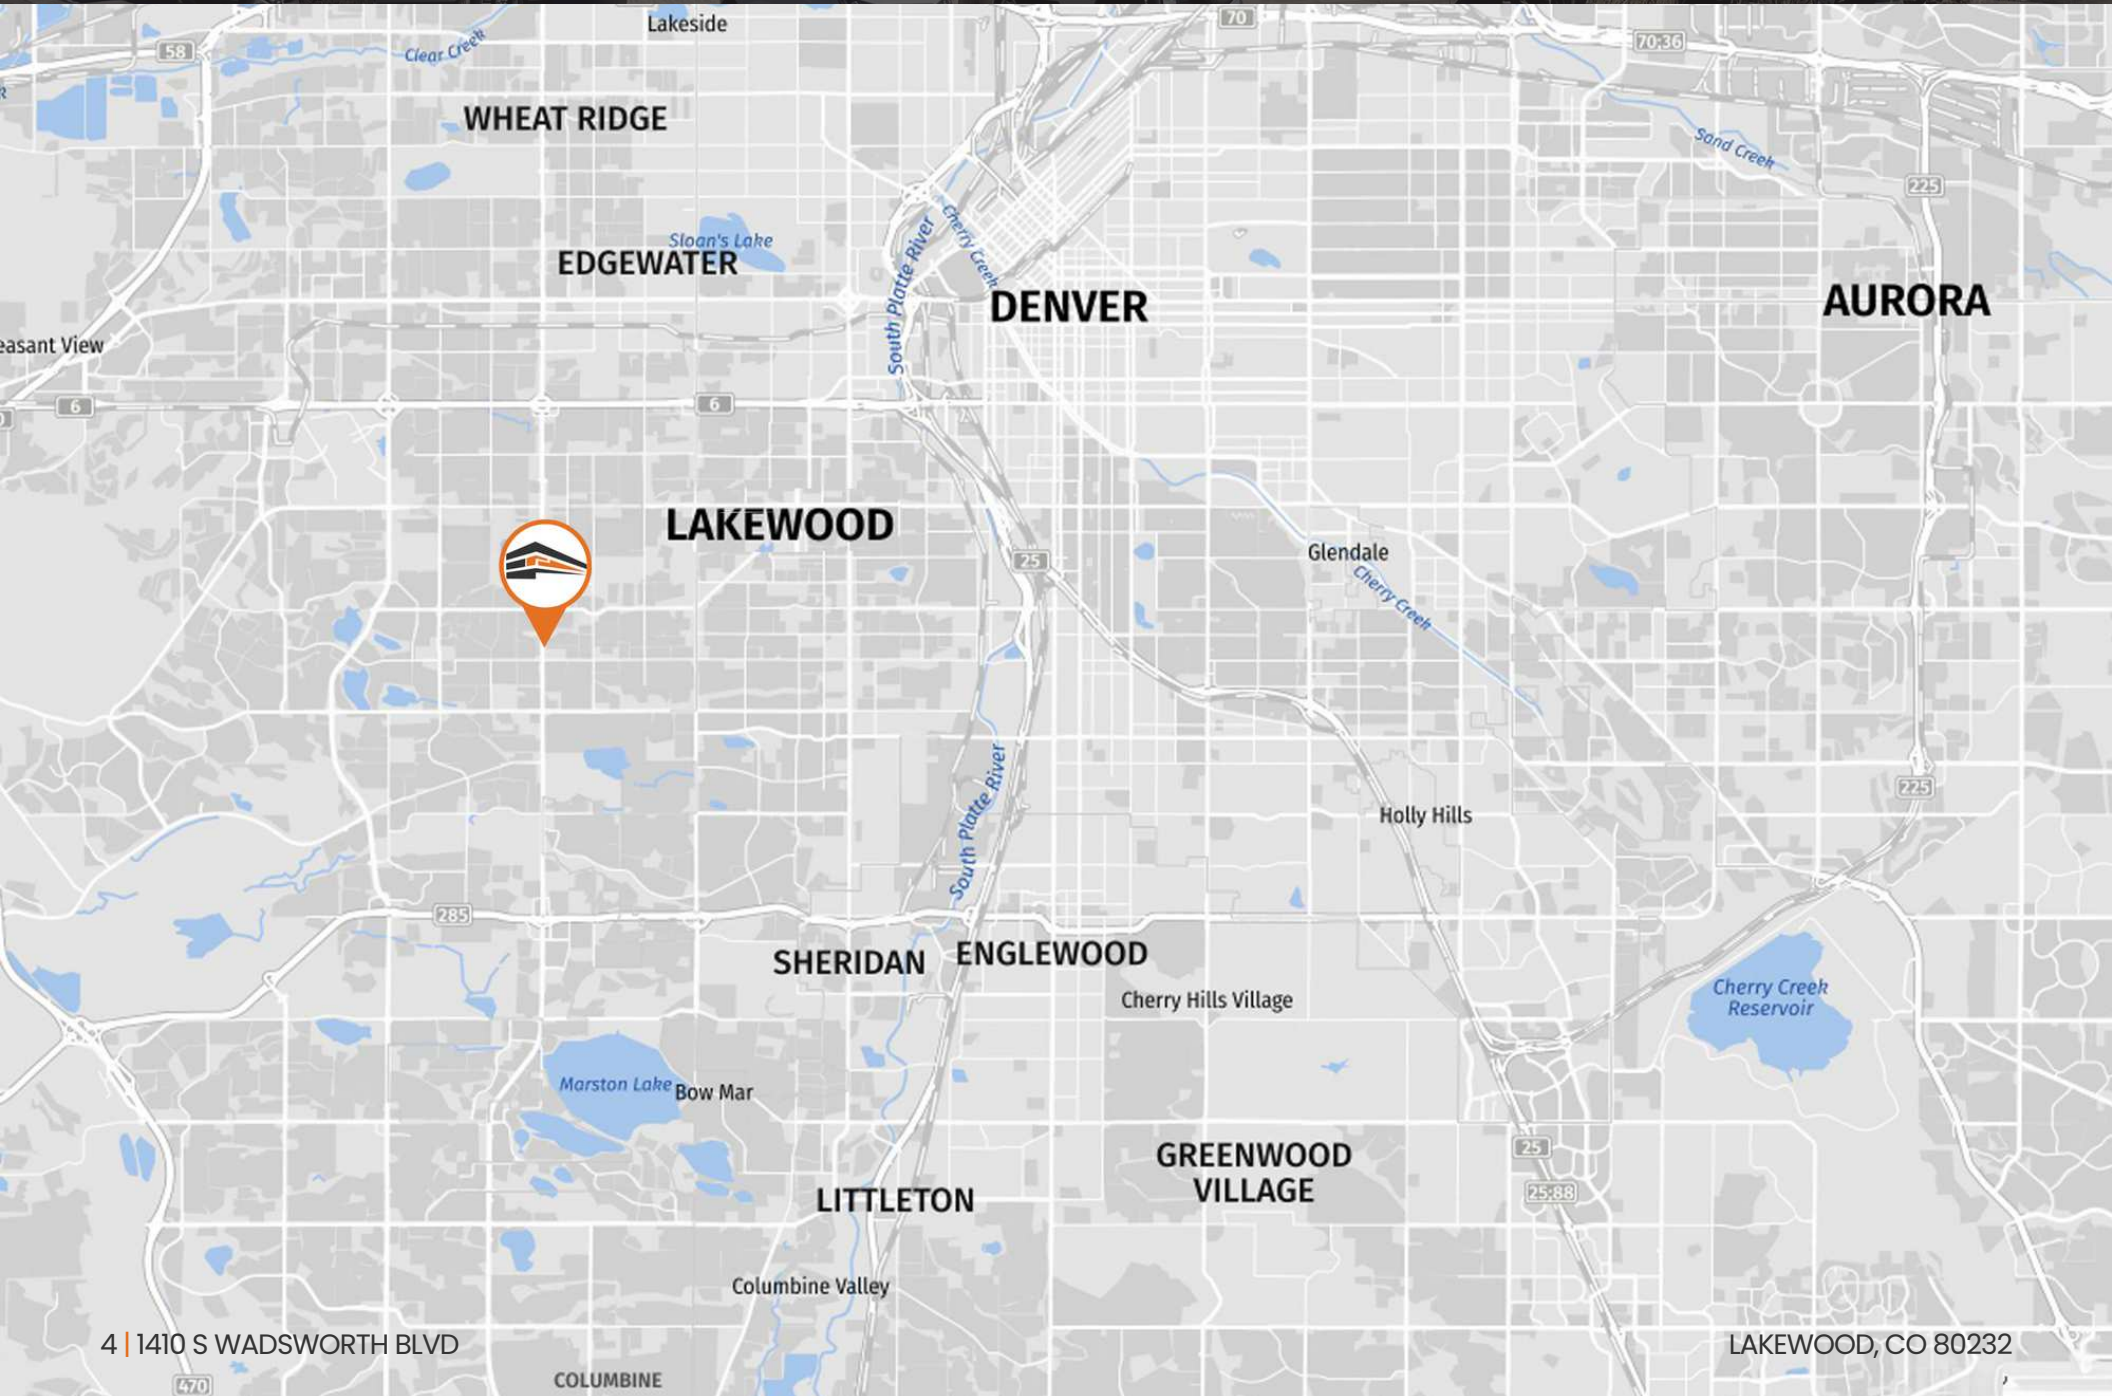 Lakeside
70
70;36
58
Clear Creek
WHEAT RIDGE
Sand Creek
225
Sloan's Lake
EDGEWATER
South Platte River
Cherry Creek
DENVER
AURORA
easant View
6
6
LAKEWOOD
25
Glendale
Cherry Creek
South Platte River
225
Holly Hills
285
SHERIDAN
ENGLEWOOD
Cherry Hills Village
Cherry Creek
Reservoir
Marston Lake
Bow Mar
25
GREENWOOD
VILLAGE
25;88
LITTLETON
Columbine Valley
4 | 1410 S WADSWORTH BLVD
LAKEWOOD, CO 80232
COLUMBINE
470